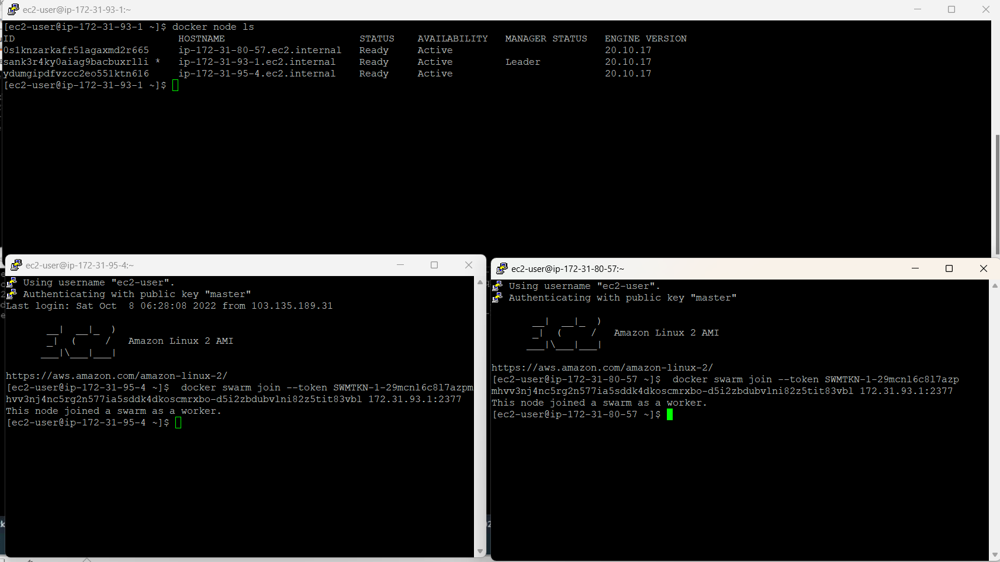 ec2-user@ip-172-31-93-1:~
[ec2-user@ip-172-31-93-1 ~]$ docker node ls
ID                            HOSTNAME                       STATUS    AVAILABILITY   MANAGER STATUS   ENGINE VERSION
0s1knzarkafr51agaxmd2r665     ip-172-31-80-57.ec2.internal   Ready     Active                          20.10.17
sank3r4ky0aiag9bacbuxrlli *   ip-172-31-93-1.ec2.internal    Ready     Active         Leader           20.10.17
ydumgipdfvzcc2eo551ktn616     ip-172-31-95-4.ec2.internal    Ready     Active                          20.10.17
[ec2-user@ip-172-31-93-1 ~]$
ec2-user@ip-172-31-95-4:~
Using username "ec2-user".
Authenticating with public key "master"
Last login: Sat Oct  8 06:28:08 2022 from 103.135.189.31
       __|  __|_  )
       _|  (     /   Amazon Linux 2 AMI
      ___|\___|___|
https://aws.amazon.com/amazon-linux-2/
[ec2-user@ip-172-31-95-4 ~]$  docker swarm join --token SWMTKN-1-29mcnl6c8l7azpm
hvv3nj4nc5rg2n577ia5sddk4dkoscmrxbo-d5i2zbdubvlni82z5tit83vbl 172.31.93.1:2377
This node joined a swarm as a worker.
[ec2-user@ip-172-31-95-4 ~]$
ec2-user@ip-172-31-80-57:~
Using username "ec2-user".
Authenticating with public key "master"
       __|  __|_  )
       _|  (     /   Amazon Linux 2 AMI
      ___|\___|___|
https://aws.amazon.com/amazon-linux-2/
[ec2-user@ip-172-31-80-57 ~]$  docker swarm join --token SWMTKN-1-29mcnl6c8l7azp
mhvv3nj4nc5rg2n577ia5sddk4dkoscmrxbo-d5i2zbdubvlni82z5tit83vbl 172.31.93.1:2377
This node joined a swarm as a worker.
[ec2-user@ip-172-31-80-57 ~]$